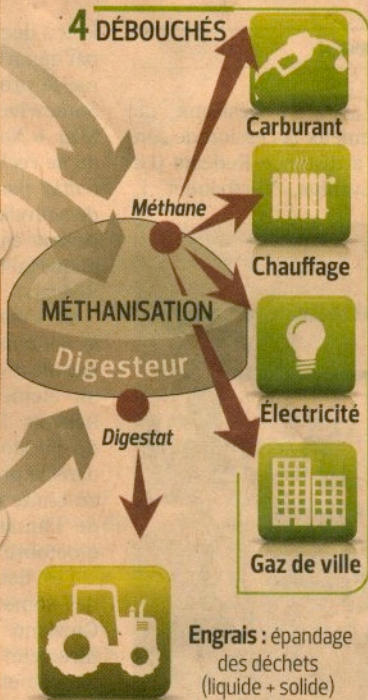 4 DÉBOUCHÉS
Carburant
Méthane
Chauffage
MÉTHANISATION
Digesteur
Électricité
Digestat
Gaz de ville
Engrais : épandage
des déchets
(liquide + solide)